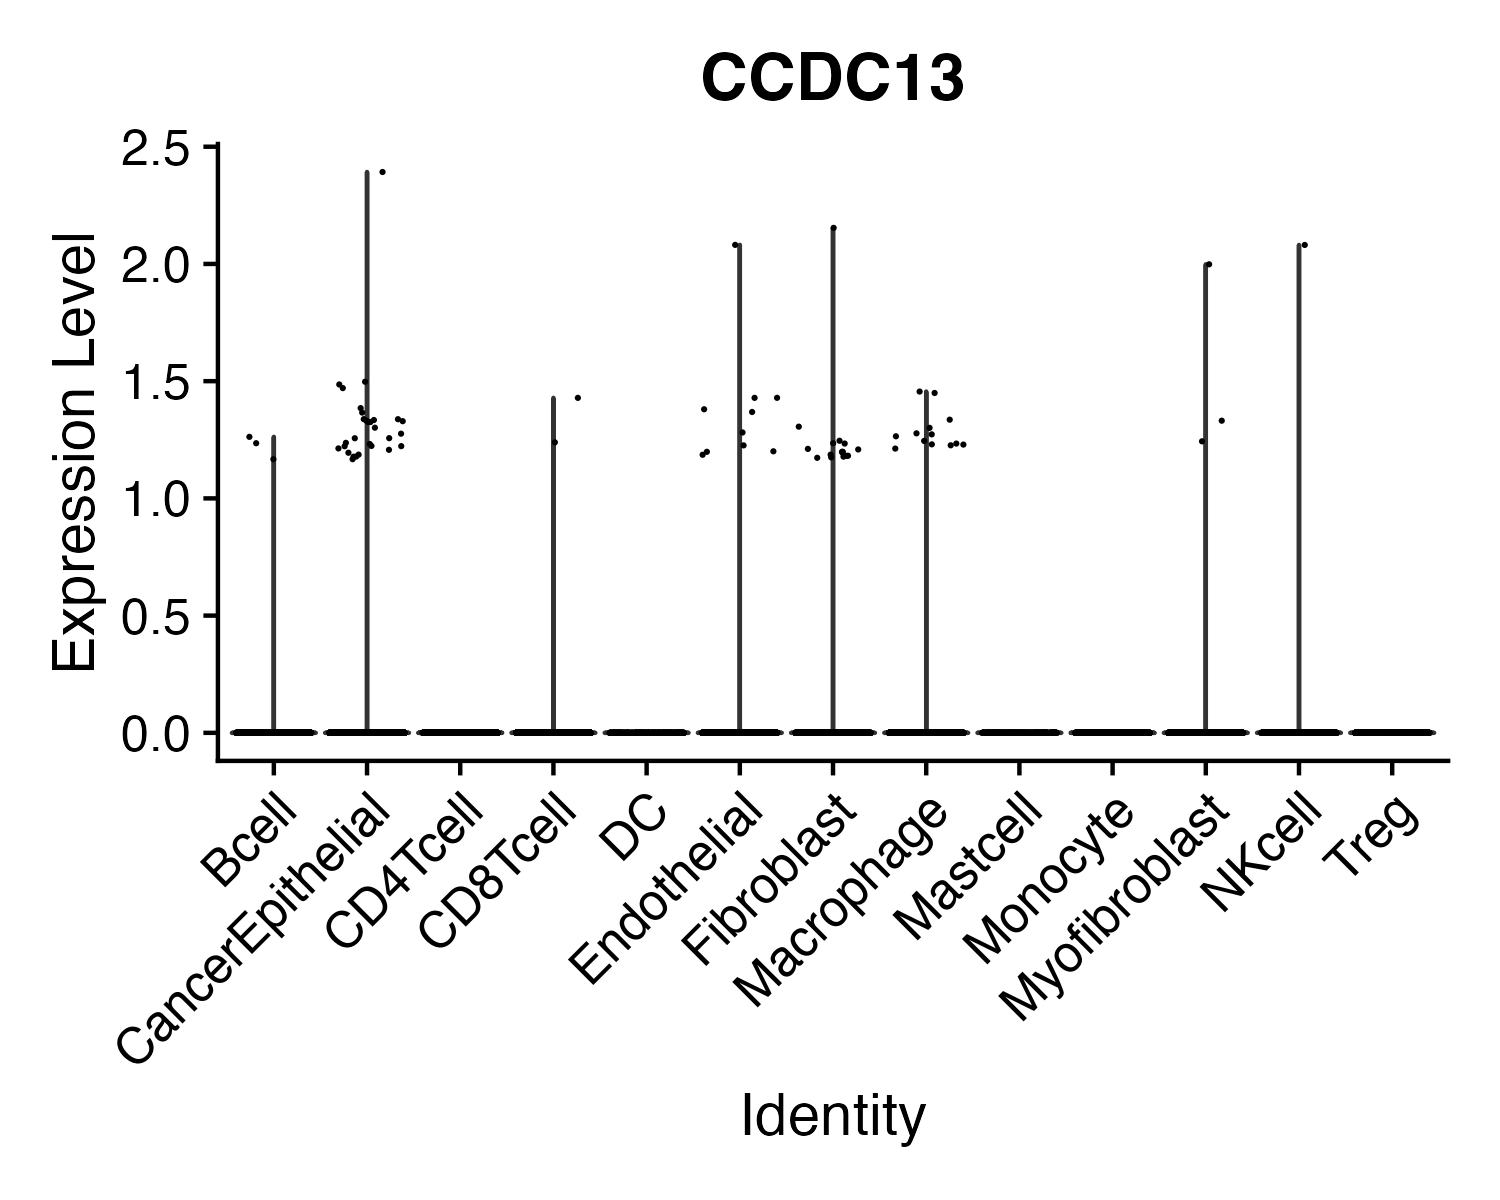 CCDC13
Expression Level
2.5
2.0
1.5
1.0
0.5
0.0
Bcell
CancerEpithelial
CD4Tcell
CD8Tcell
DC
Endothelial
Fibroblast
Macrophage
Mastcell
Monocyte
Myofibroblast
NKcell
Treg
Identity